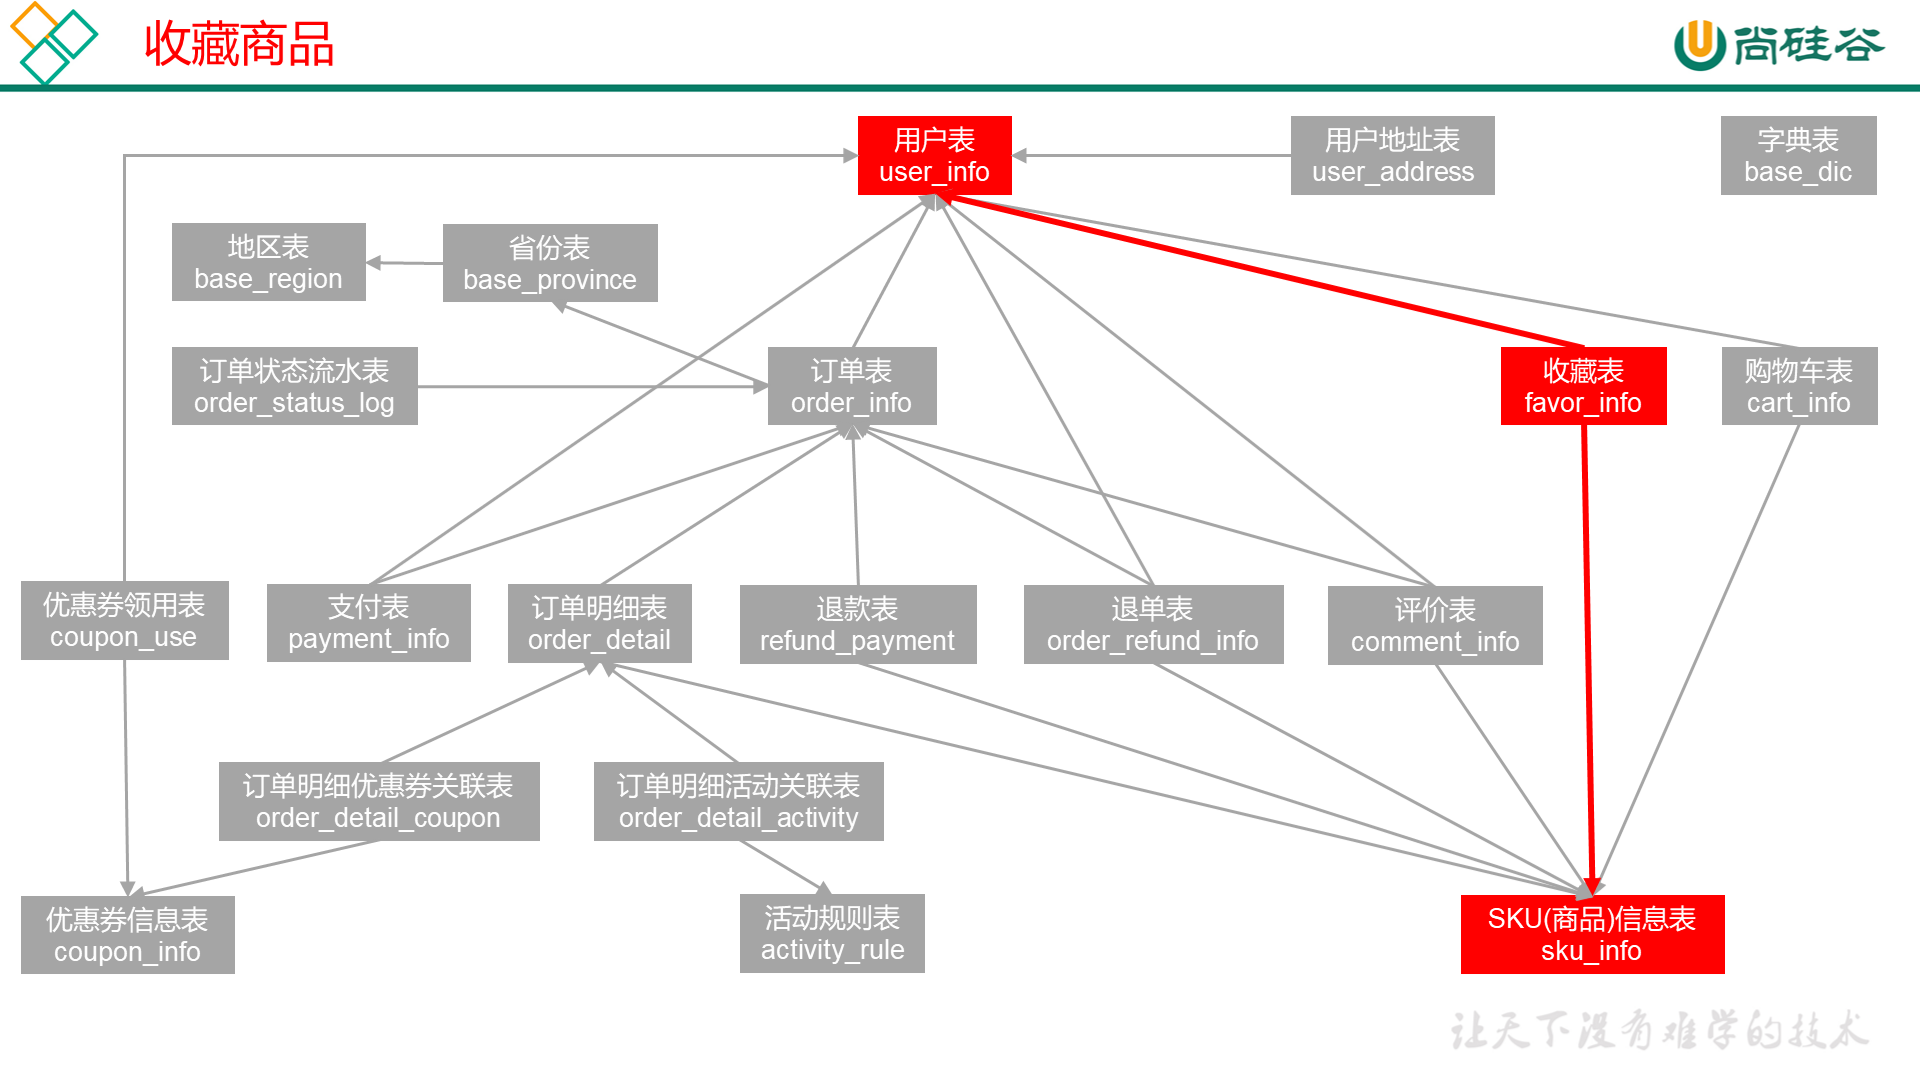 收藏商品
尚硅谷
用户表
user_info
用户地址表
user_address
字典表
base_dic
地区表
base_region
省份表
base_province
订单状态流水表
order_status_log
订单表
order_info
收藏表
favor_info
购物车表
cart_info
优惠券领用表
coupon_use
支付表
payment_info
订单明细表
order_detail
退款表
refund_payment
退单表
order_refund_info
评价表
comment_info
订单明细优惠券关联表
order_detail_coupon
订单明细活动关联表
order_detail_activity
优惠券信息表
coupon_info
活动规则表
activity_rule
SKU(商品)信息表
sku_info
让天下没有难学的技术